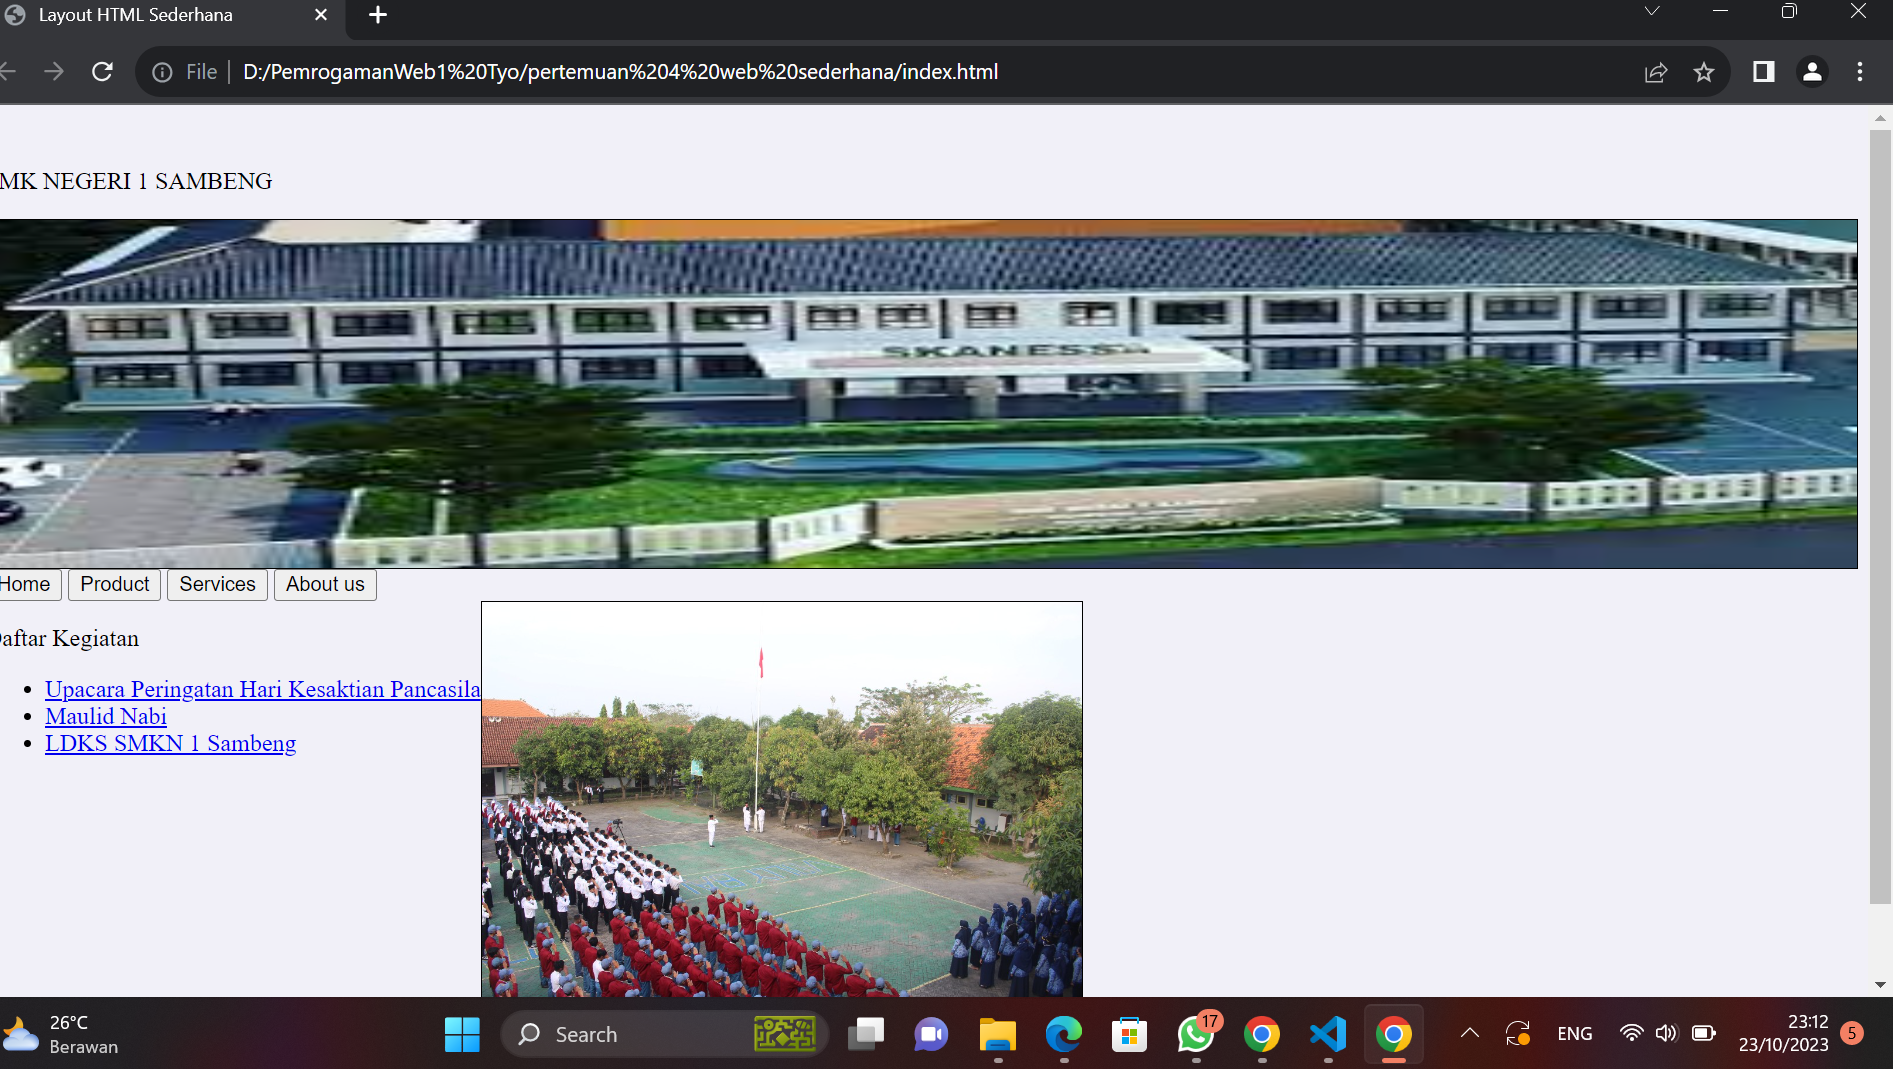 Layout HTML Sederhana
File D:/PemrogamanWeb1%20Tyo/pertemuan%204%20web%20sederhana/index.html
MK NEGERI 1 SAMBENG
SKANESSA
Home Product Services About us
aftar Kegiatan
Upacara Peringatan Hari Kesaktian Pancasila
Maulid Nabi
LDKS SMKN 1 Sambeng
26°C
Berawan
Search
17
ENG
23:12
23/10/2023
5